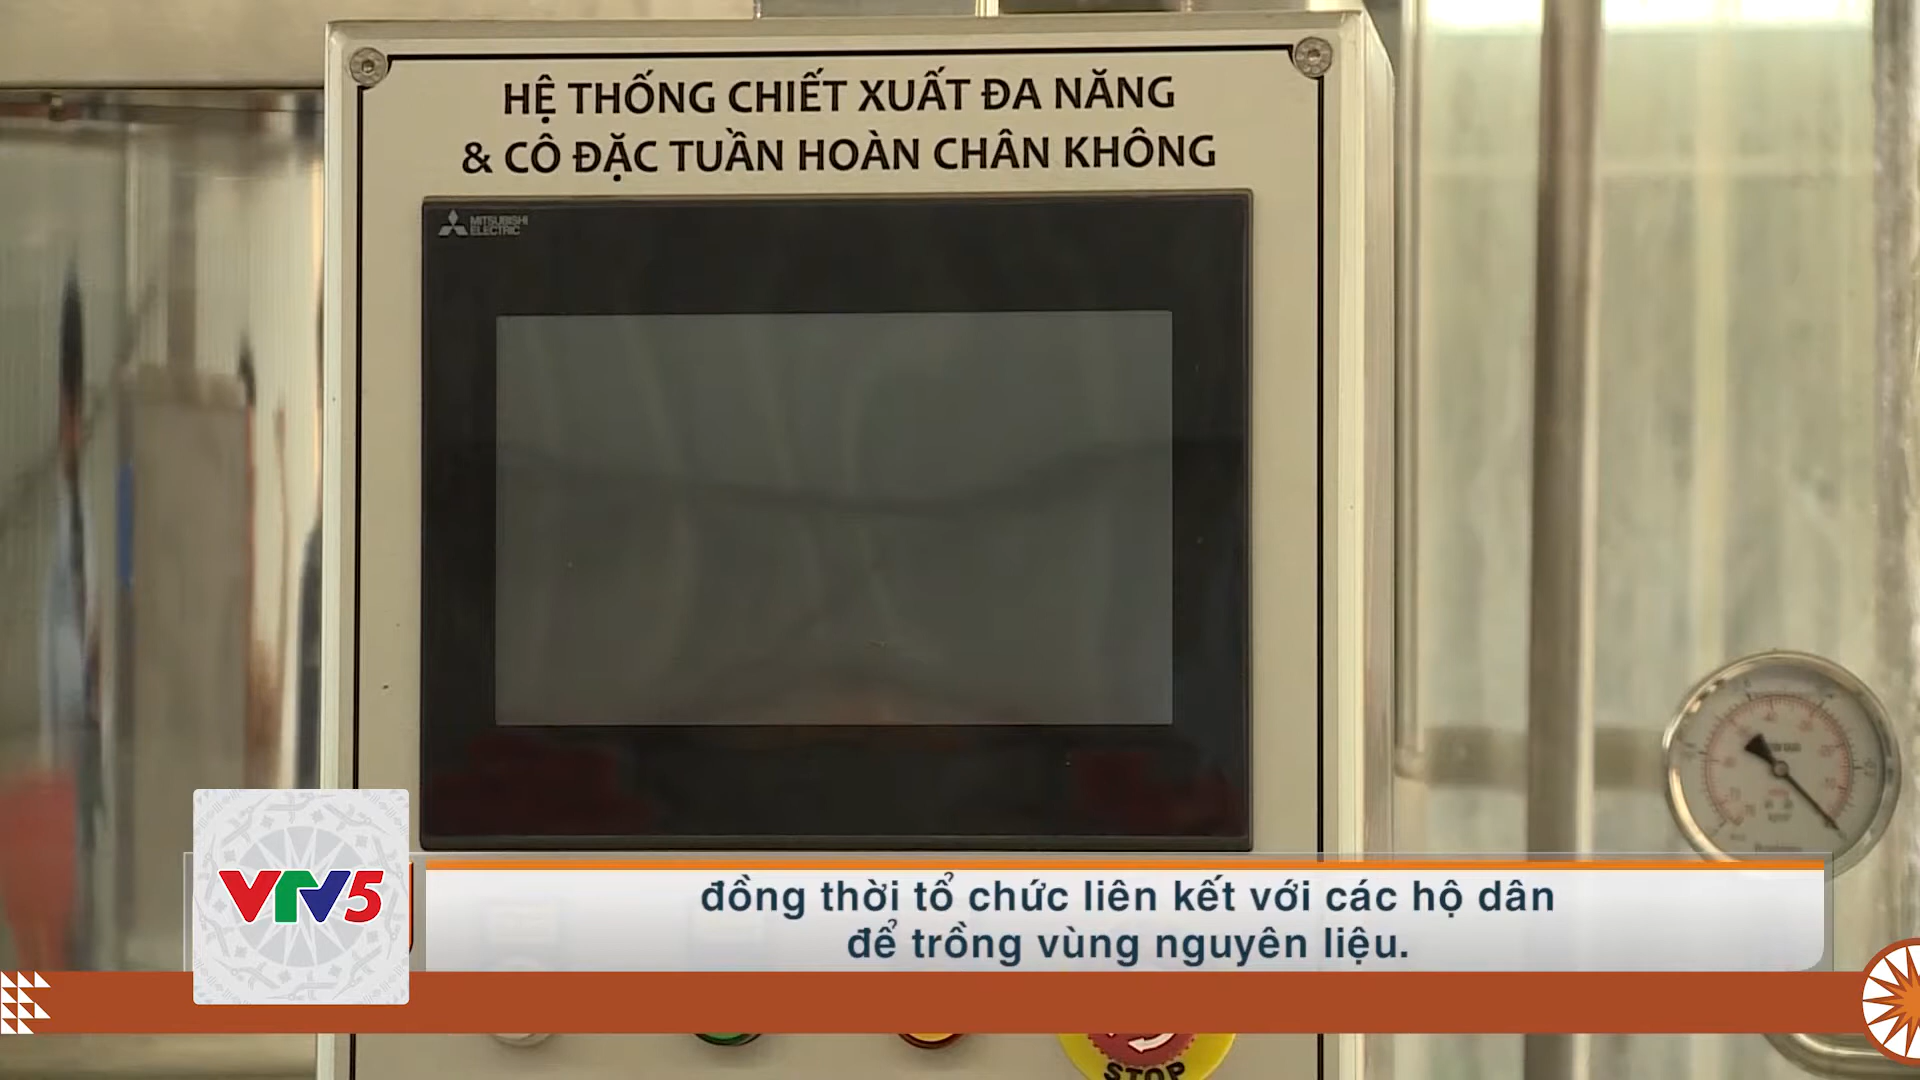 HỆ THỐNG CHIẾT XUẤT ĐA NĂNG
& CÔ ĐẶC TUẦN HOÀN CHÂN KHÔNG
MITSUBISHI
ELECTRIC
VTV5
đồng thời tổ chức liên kết với các hộ dân
để trồng vùng nguyên liệu.
STOP